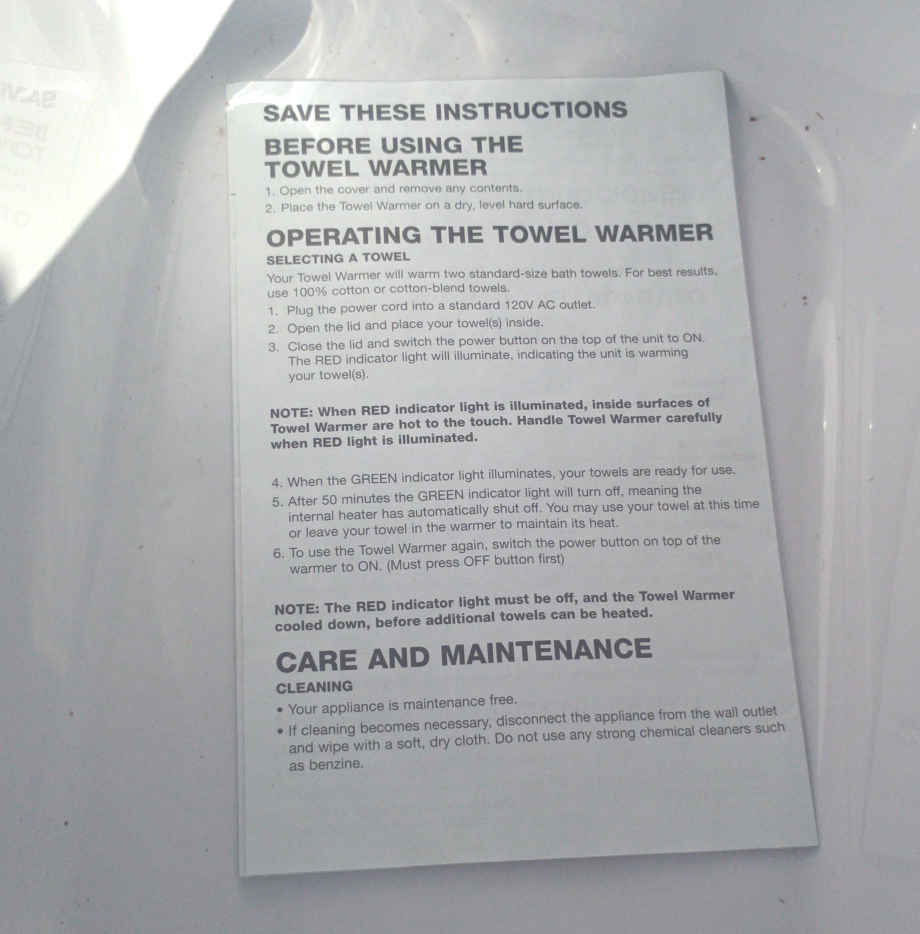 SAVE THESE INSTRUCTIONS
BEFORE USING THE
TOWEL WARMER
1. Open the cover and remove any contents.
2. Place the Towel Warmer on a dry, level hard surface.
OPERATING THE TOWEL WARMER
SELECTING A TOWEL
Your Towel Warmer will warm two standard-size bath towels. For best results,
use 100% cotton or cotton-blend towels.
1. Plug the power cord into a standard 120V AC outlet.
2. Open the lid and place your towel(s) inside.
3. Close the lid and switch the power button on the top of the unit to ON.
The RED indicator light will illuminate, indicating the unit is warming
your towel(s).
NOTE: When RED indicator light is illuminated, inside surfaces of
Towel Warmer are hot to the touch. Handle Towel Warmer carefully
when RED light is illuminated.
4. When the GREEN indicator light illuminates, your towels are ready for use.
5. After 50 minutes the GREEN indicator light will turn off, meaning the
internal heater has automatically shut off. You may use your towel at this time
or leave your towel in the warmer to maintain its heat.
6. To use the Towel Warmer again, switch the power button on top of the
warmer to ON. (Must press OFF button first)
NOTE: The RED indicator light must be off, and the Towel Warmer
cooled down, before additional towels can be heated.
CARE AND MAINTENANCE
CLEANING
• Your appliance is maintenance free.
• If cleaning becomes necessary, disconnect the appliance from the wall outlet
and wipe with a soft, dry cloth. Do not use any strong chemical cleaners such
as benzine.